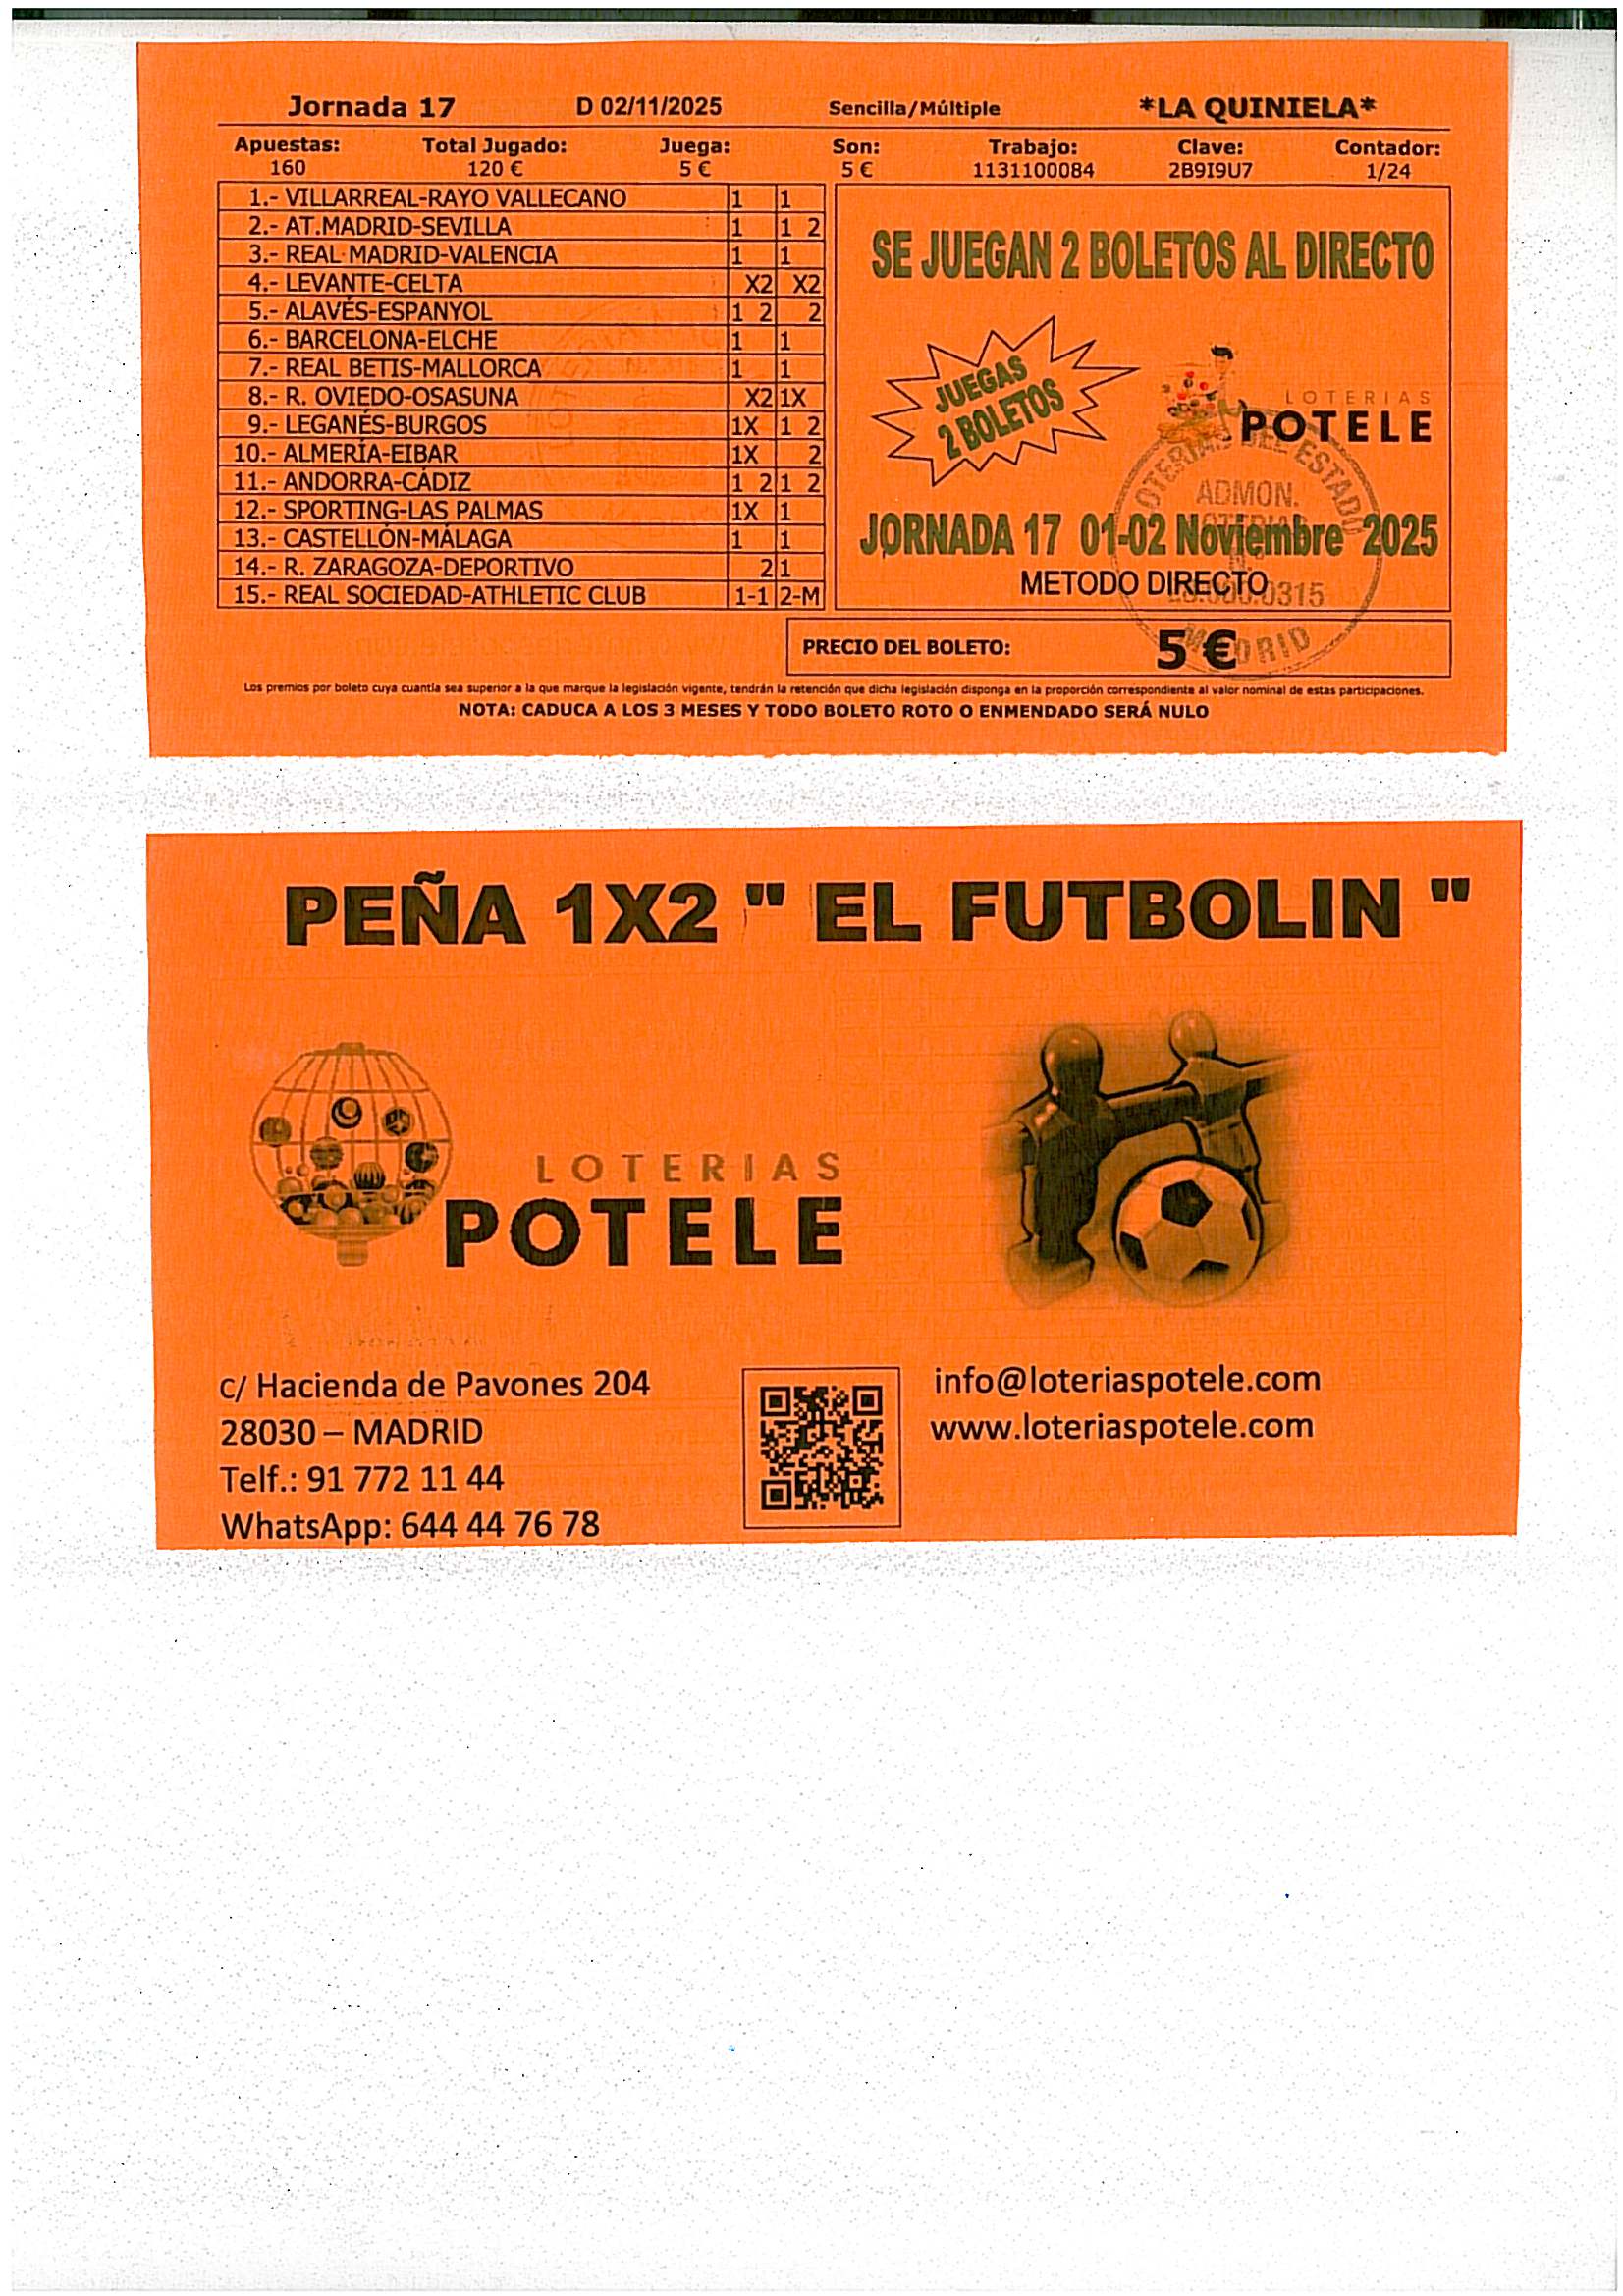 Jornada 17 D 02/11/2025 Sencilla/Múltiple *LA QUINIELA*
Apuestas: Total Jugado: Juega: Son: Trabajo: Clave: Contador:
160 120 € 5 € 5 € 1131100084 2B9I9U7 1/24
1.- VILLARREAL-RAYO VALLECANO 1 1
2.- AT.MADRID-SEVILLA 1 1 2
3.- REAL MADRID-VALENCIA 1 1
4.- LEVANTE-CELTA X2 X2
5.- ALAVÉS-ESPANYOL 1 2 2
6.- BARCELONA-ELCHE 1 1
7.- REAL BETIS-MALLORCA 1 1
8.- R. OVIEDO-OSASUNA X2 1X
9.- LEGANÉS-BURGOS 1X 1 2
10.- ALMERÍA-EIBAR 1X 2
11.- ANDORRA-CÁDIZ 1 2 1 2
12.- SPORTING-LAS PALMAS 1X 1
13.- CASTELLÓN-MÁLAGA 1 1
14.- R. ZARAGOZA-DEPORTIVO 2 1
15.- REAL SOCIEDAD-ATHLETIC CLUB 1-1 2-M
SE JUEGAN 2 BOLETOS AL DIRECTO
JUEGAS
2 BOLETOS
LOTERIAS
POTELE
LOTERIAS DEL ESTADO
ADMON.
JORNADA 17 01-02 Noviembre 2025
METODO DIRECTO
0315
MADRID
PRECIO DEL BOLETO: 5 €
Los premios por boleto cuya cuantía sea superior a la que marque la legislación vigente, tendrán la retención que dicha legislación disponga en la proporción correspondiente al valor nominal de estas participaciones.
NOTA: CADUCA A LOS 3 MESES Y TODO BOLETO ROTO O ENMENDADO SERÁ NULO
PEÑA 1X2 " EL FUTBOLIN "
LOTERIAS
POTELE
c/ Hacienda de Pavones 204
28030 – MADRID
Telf.: 91 772 11 44
WhatsApp: 644 44 76 78
info@loteriaspotele.com
www.loteriaspotele.com